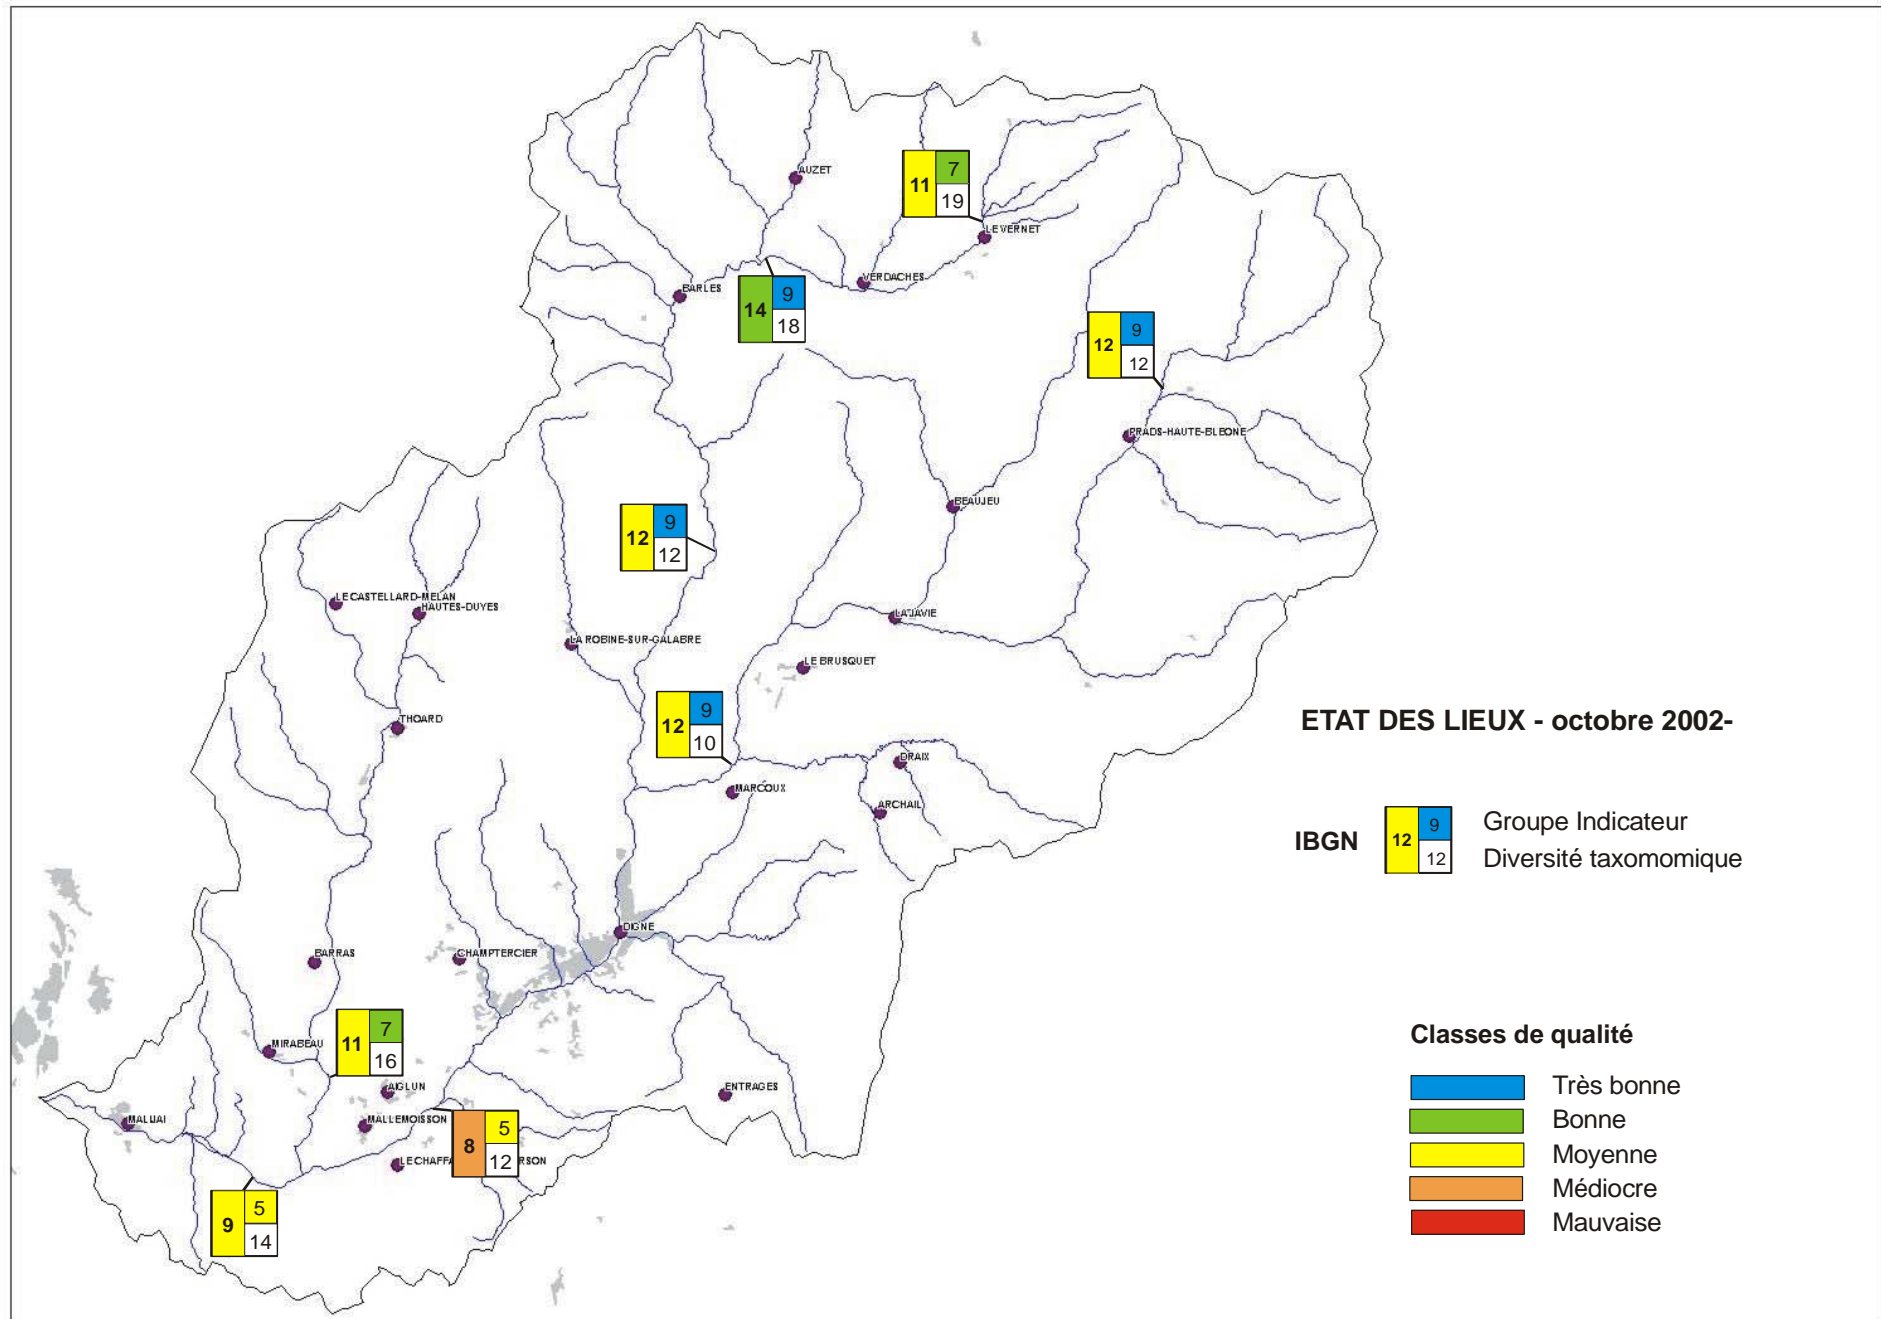 AUZET
11
7
19
LE VERNET
VERDACHES
BARLES
14
9
18
12
9
12
PRADS-HAUTE-BLEONE
BEAUJEU
12
9
12
LE CASTELLARD-MELAN
HAUTES-DUYES
LA ROBINE-SUR-GALABRE
LE BRUSQUET
12
9
10
THOARD
MARCOUX
DRAIX
ARCHAIL
ETAT DES LIEUX - octobre 2002-
IBGN
12
9
12
Groupe Indicateur
Diversité taxomomique
DIGNE
BARRAS
CHAMPTERCIER
MIRABEAU
11
7
16
AIGLUN
ENTRAGES
MALIJAI
MALLEMOISSON
8
5
12
LE CHAFFA
RSON
9
5
14
Classes de qualité
Très bonne
Bonne
Moyenne
Médiocre
Mauvaise